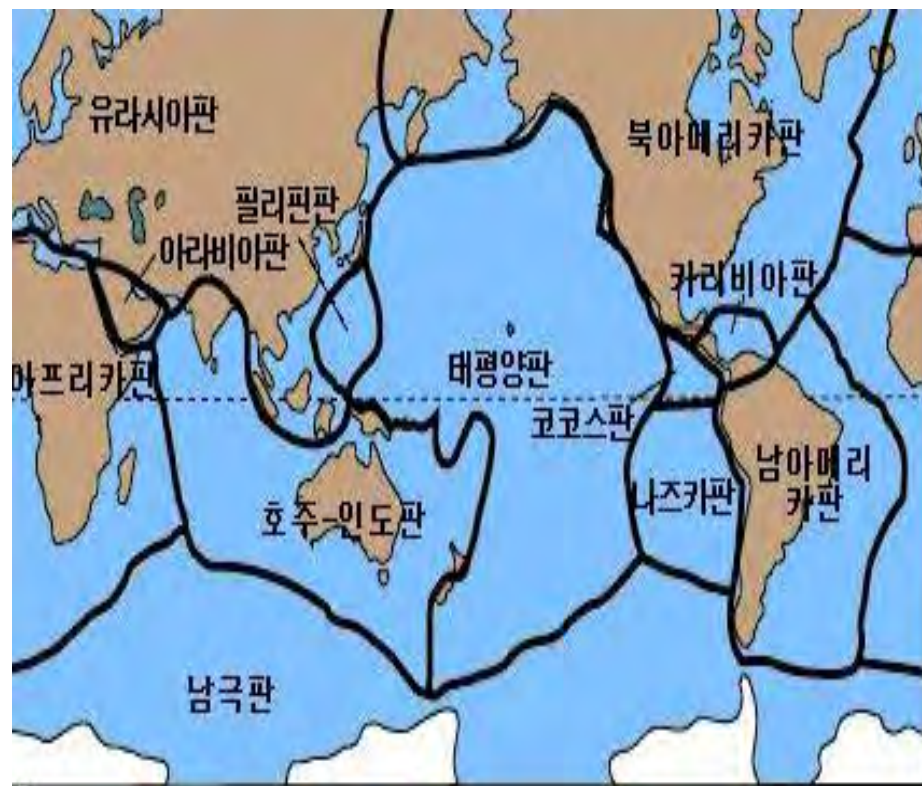 유라시아판
북아메리카판
필리핀판
아라비아판
카리비아판
아프리카판
태평양판
코코스판
남아메리
카판
나즈카판
호주-인도판
남극판